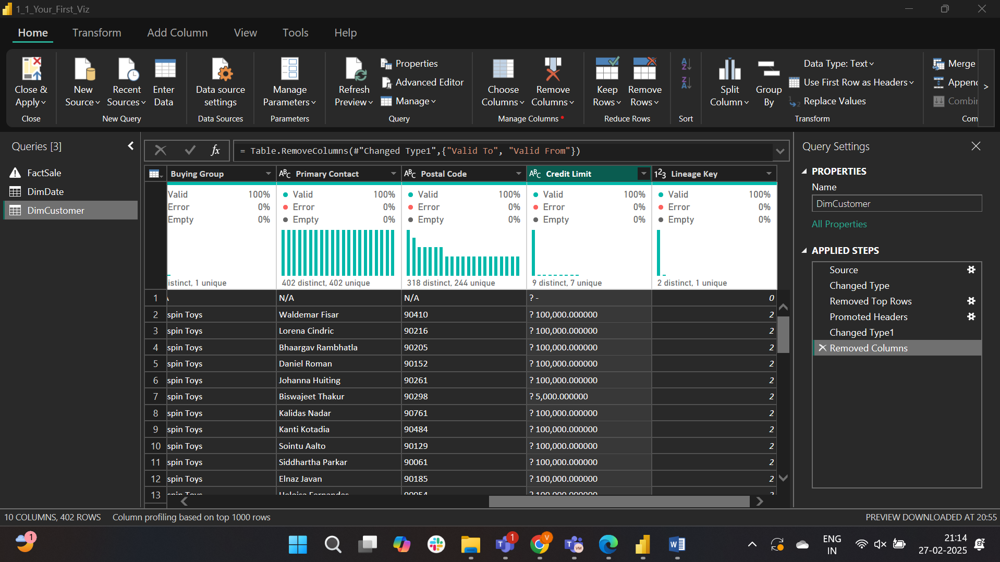 1_1_Your_First_Viz
Home Transform Add Column View Tools Help
Close & Apply
Close
New Source
Recent Sources
Enter Data
New Query
Data source settings
Data Sources
Manage Parameters
Parameters
Refresh Preview
Properties
Advanced Editor
Manage
Query
Choose Columns
Remove Columns
Manage Columns
Keep Rows
Remove Rows
Reduce Rows
Sort
Split Column
Group By
Data Type: Text
Use First Row as Headers
Replace Values
Transform
Merge
Appenc
Combin
Com
Queries [3]
FactSale
DimDate
DimCustomer
fx = Table.RemoveColumns(#"Changed Type1",{"Valid To", "Valid From"})
Buying Group ABC Primary Contact ABC Postal Code ABC Credit Limit 123 Lineage Key
Valid 100% Valid 100% Valid 100% Valid 100% Valid 100%
Error 0% Error 0% Error 0% Error 0% Error 0%
Empty 0% Empty 0% Empty 0% Empty 0% Empty 0%
istinct, 1 unique 402 distinct, 402 unique 318 distinct, 244 unique 9 distinct, 7 unique 2 distinct, 1 unique
1 N/A N/A ? - 0
2 spin Toys Waldemar Fisar 90410 ? 100,000.000000 2
3 spin Toys Lorena Cindric 90216 ? 100,000.000000 2
4 spin Toys Bhaargav Rambhatla 90205 ? 100,000.000000 2
5 spin Toys Daniel Roman 90152 ? 100,000.000000 2
6 spin Toys Johanna Huiting 90261 ? 100,000.000000 2
7 spin Toys Biswajeet Thakur 90298 ? 5,000.000000 2
8 spin Toys Kalidas Nadar 90761 ? 100,000.000000 2
9 spin Toys Kanti Kotadia 90484 ? 100,000.000000 2
10 spin Toys Sointu Aalto 90129 ? 100,000.000000 2
11 spin Toys Siddhartha Parkar 90061 ? 100,000.000000 2
12 spin Toys Elnaz Javan 90185 ? 100,000.000000 2
13
Query Settings
PROPERTIES
Name
DimCustomer
All Properties
APPLIED STEPS
Source
Changed Type
Removed Top Rows
Promoted Headers
Changed Type1
Removed Columns
10 COLUMNS, 402 ROWS Column profiling based on top 1000 rows PREVIEW DOWNLOADED AT 20:55
1
1
V
VM
ENG
IN
21:14
27-02-2025